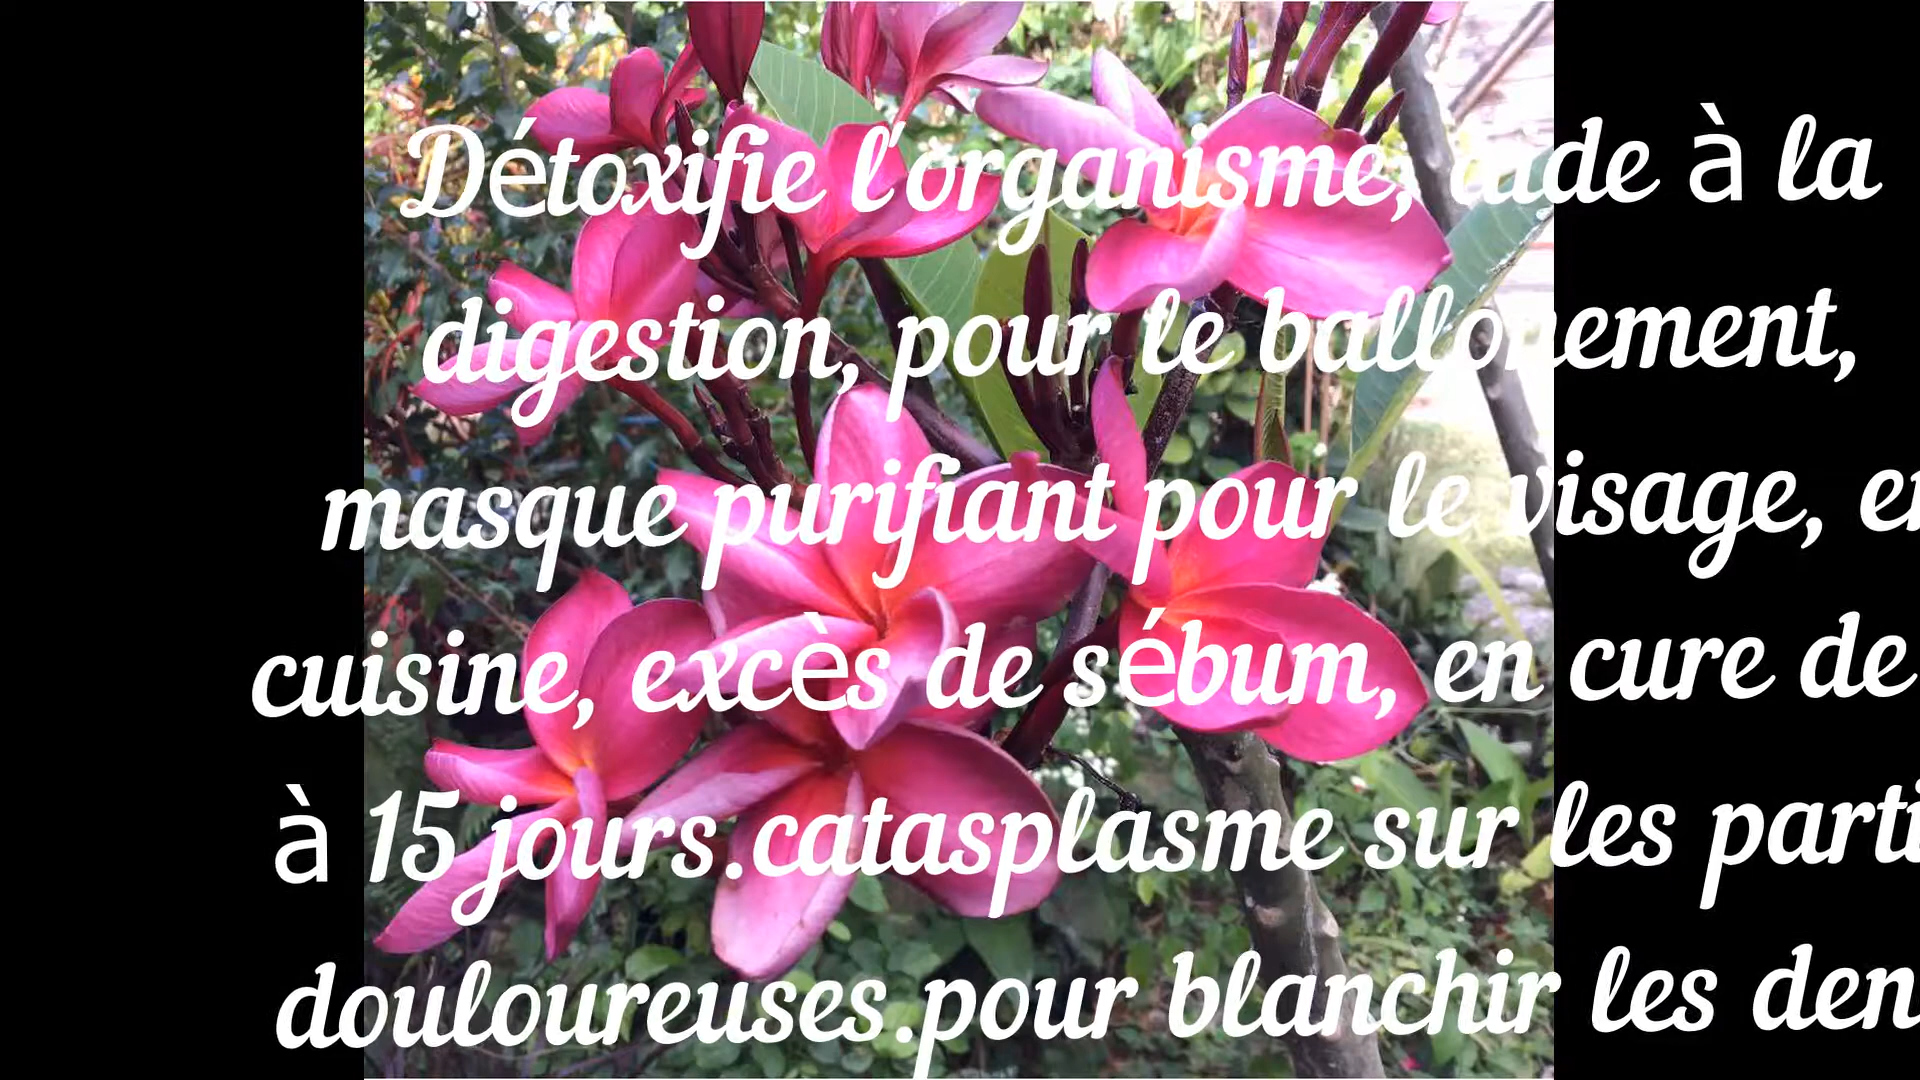 Détoxifie l'organisme, aide à la
digestion, pour le ballonement,
masque purifiant pour le visage,
cuisine, excès de sébum, en cure de
à 15 jours.catasplasme sur les
douloureuses.pour blanchir les